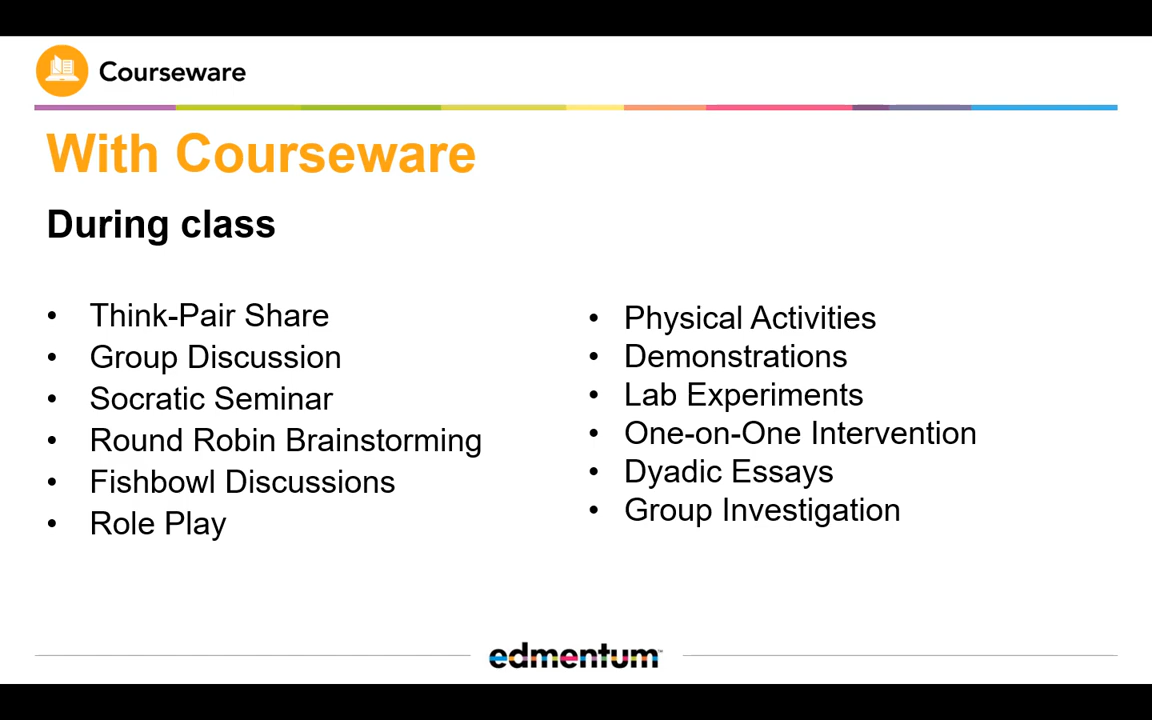 Courseware
With Courseware
During class
• Think-Pair Share
• Group Discussion
• Socratic Seminar
• Round Robin Brainstorming
• Fishbowl Discussions
• Role Play
• Physical Activities
• Demonstrations
• Lab Experiments
• One-on-One Intervention
• Dyadic Essays
• Group Investigation
edmentum™